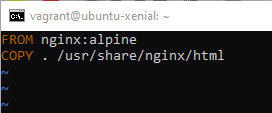 vagrant@ubuntu-xenial: ~
FROM nginx:alpine
COPY . /usr/share/nginx/html
~
~
~